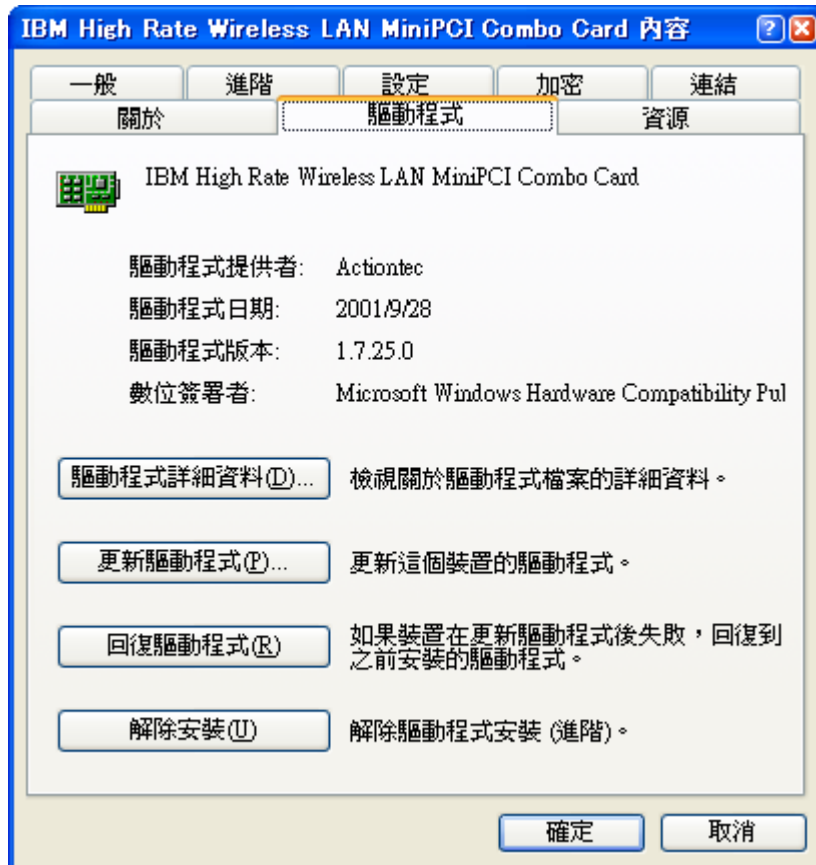 IBM High Rate Wireless LAN MiniPCI Combo Card 內容
一般 進階 設定 加密 連結
關於 驅動程式 資源
IBM High Rate Wireless LAN MiniPCI Combo Card
驅動程式提供者: Actiontec
驅動程式日期: 2001/9/28
驅動程式版本: 1.7.25.0
數位簽署者: Microsoft Windows Hardware Compatibility Pul
驅動程式詳細資料(D)... 檢視關於驅動程式檔案的詳細資料。
更新驅動程式(P)... 更新這個裝置的驅動程式。
回復驅動程式(R) 如果裝置在更新驅動程式後失敗，回復到
之前安裝的驅動程式。
解除安裝(U) 解除驅動程式安裝 (進階)。
確定 取消